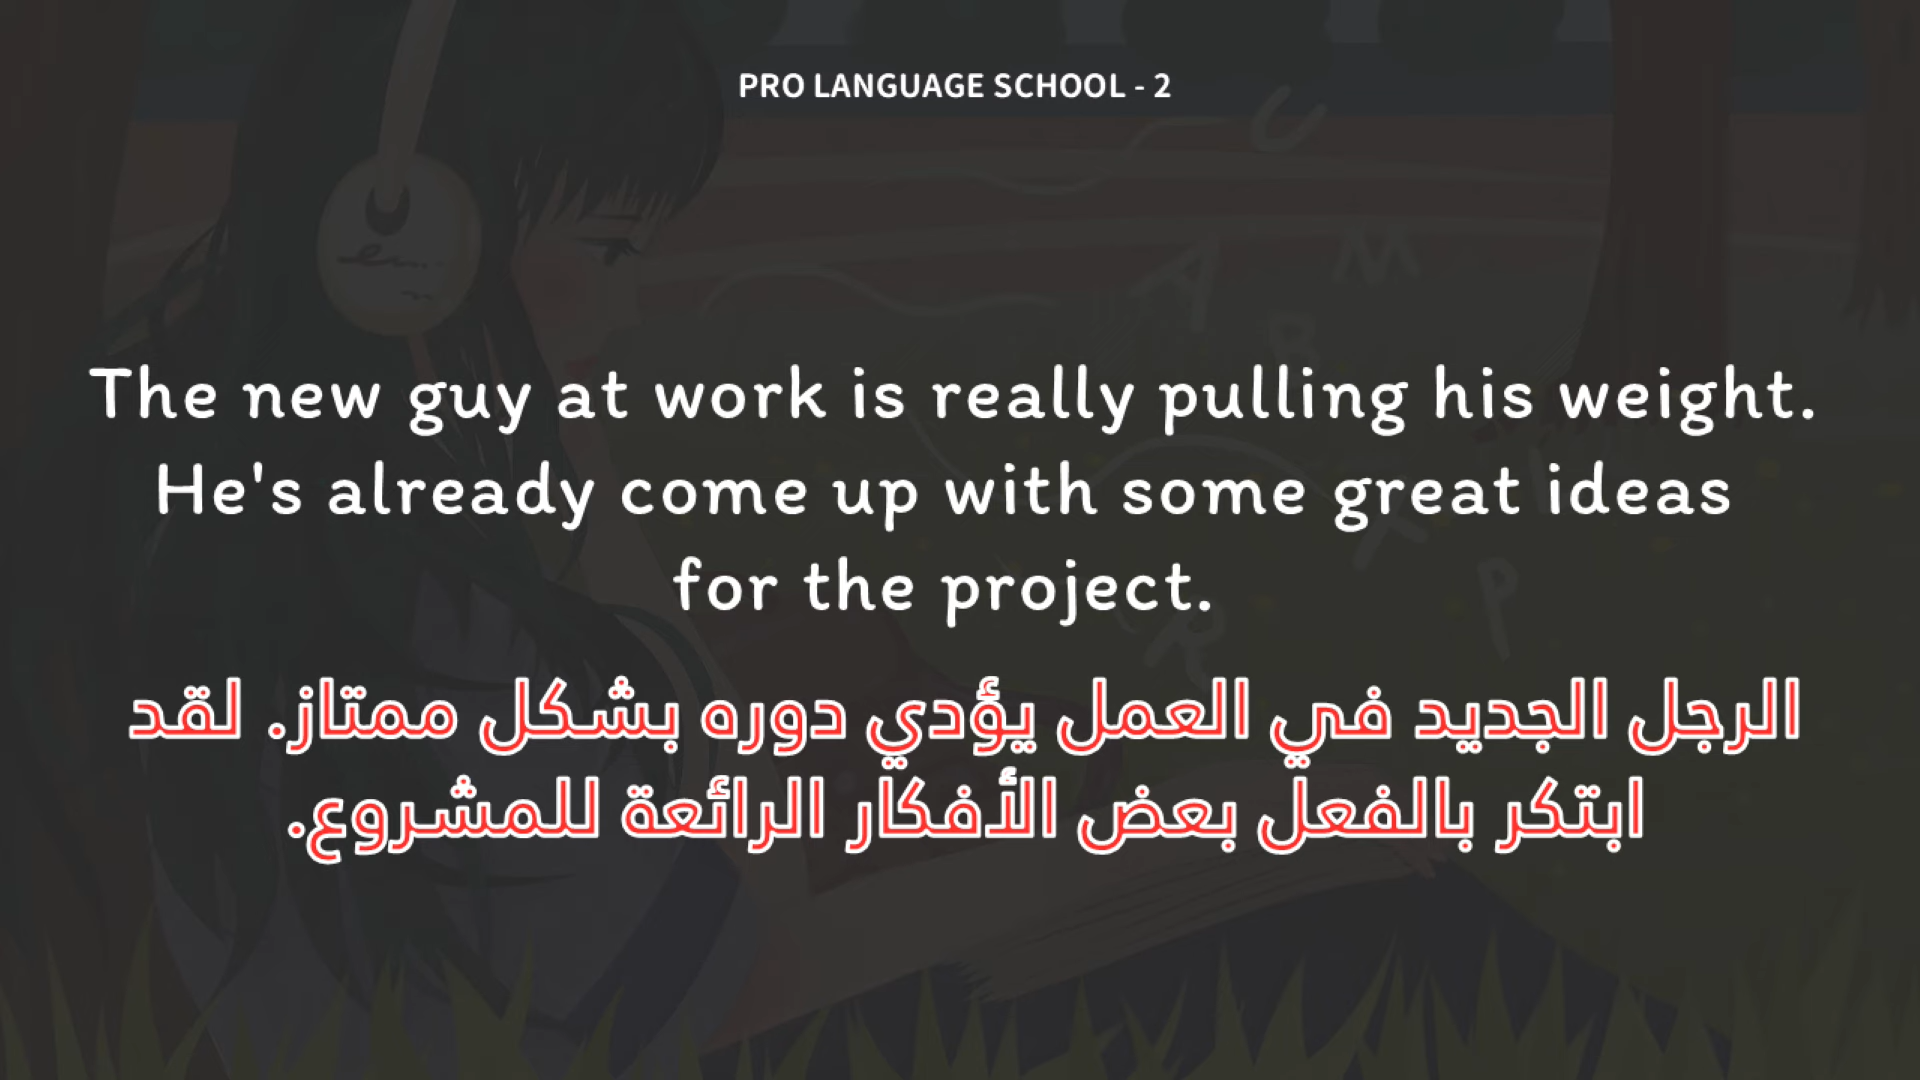 PRO LANGUAGE SCHOOL - 2
The new guy at work is really pulling his weight.
He's already come up with some great ideas
for the project.
الرجل الجديد في العمل يؤدي دوره بشكل ممتاز. لقد
ابتكر بالفعل بعض الأفكار الرائعة للمشروع.
U
A M
B
I
T
P
R